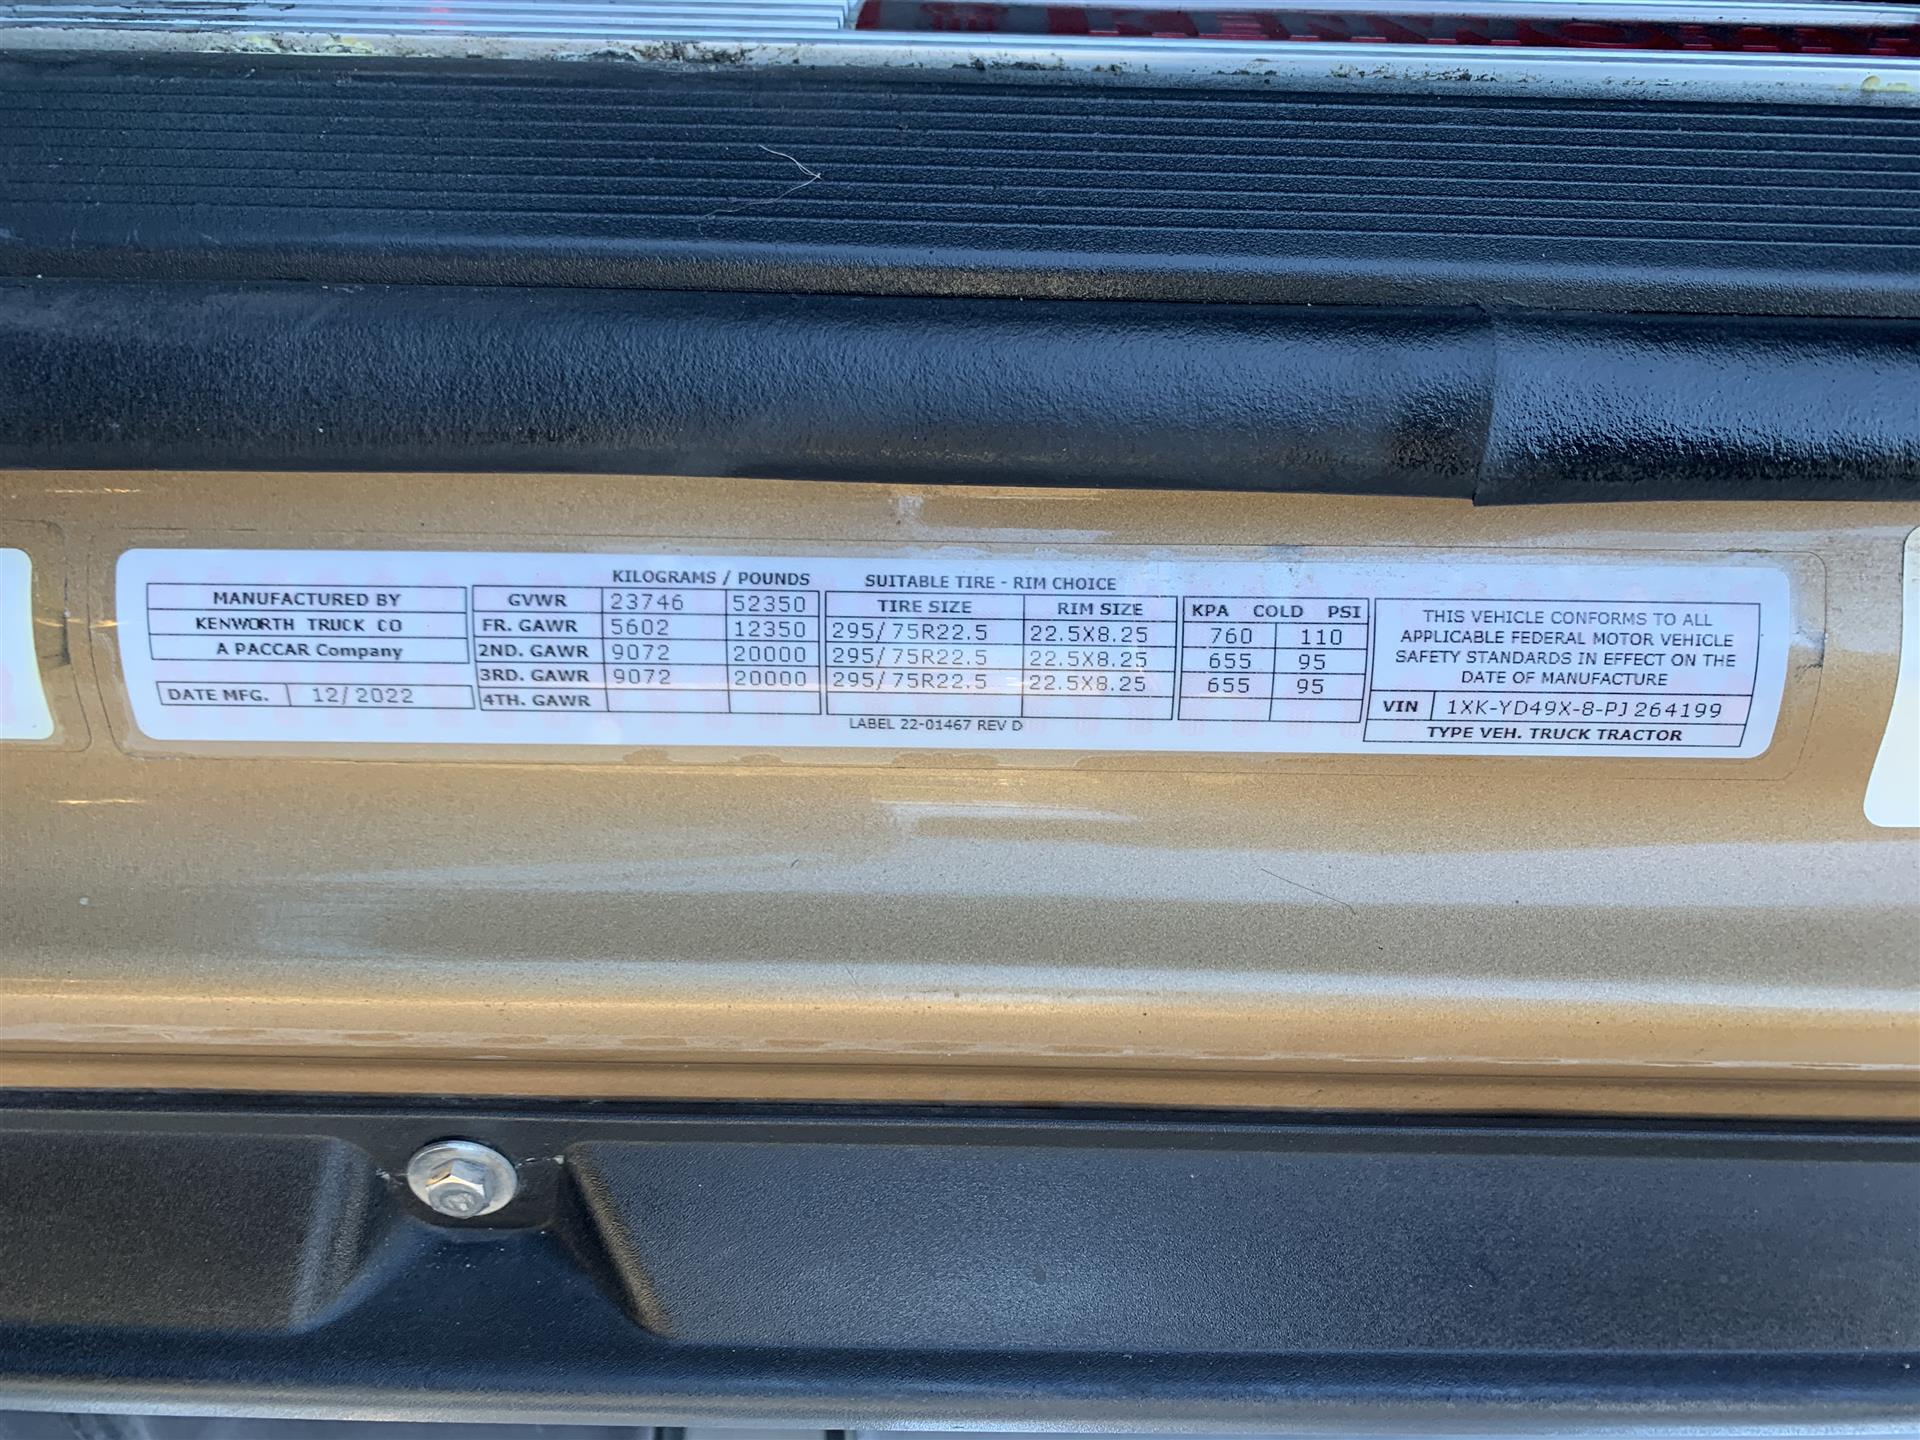 KILOGRAMS / POUNDS SUITABLE TIRE - RIM CHOICE
MANUFACTURED BY
KENWORTH TRUCK CO
A PACCAR Company
DATE MFG. 12/2022
GVWR 23746 52350
FR. GAWR 5602 12350
2ND. GAWR 9072 20000
3RD. GAWR 9072 20000
4TH. GAWR
TIRE SIZE RIM SIZE
295/75R22.5 22.5X8.25
295/75R22.5 22.5X8.25
295/75R22.5 22.5X8.25
LABEL 22-01467 REV D
KPA COLD PSI
760 110
655 95
655 95
THIS VEHICLE CONFORMS TO ALL
APPLICABLE FEDERAL MOTOR VEHICLE
SAFETY STANDARDS IN EFFECT ON THE
DATE OF MANUFACTURE
VIN 1XK-YD49X-8-PJ264199
TYPE VEH. TRUCK TRACTOR